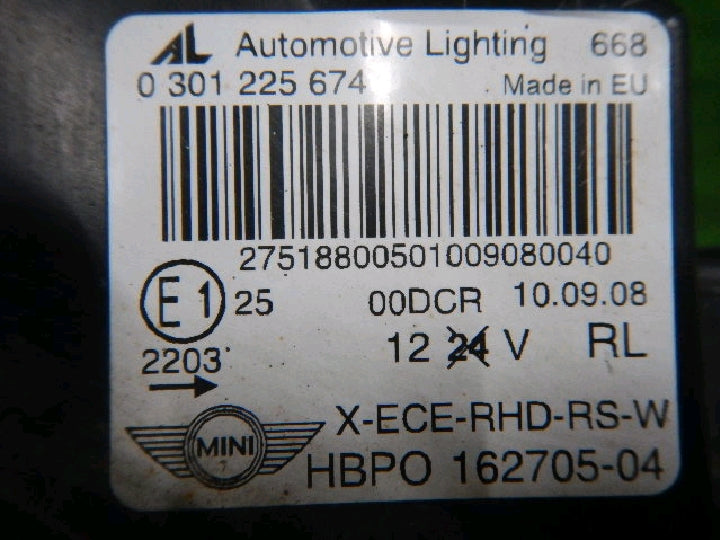 AL Automotive Lighting 668
0 301 225 674 Made in EU
27518800501009080040
E1 25 00DCR 10.09.08
2203 12 24 V RL
X-ECE-RHD-RS-W
MINI
HBPO 162705-04